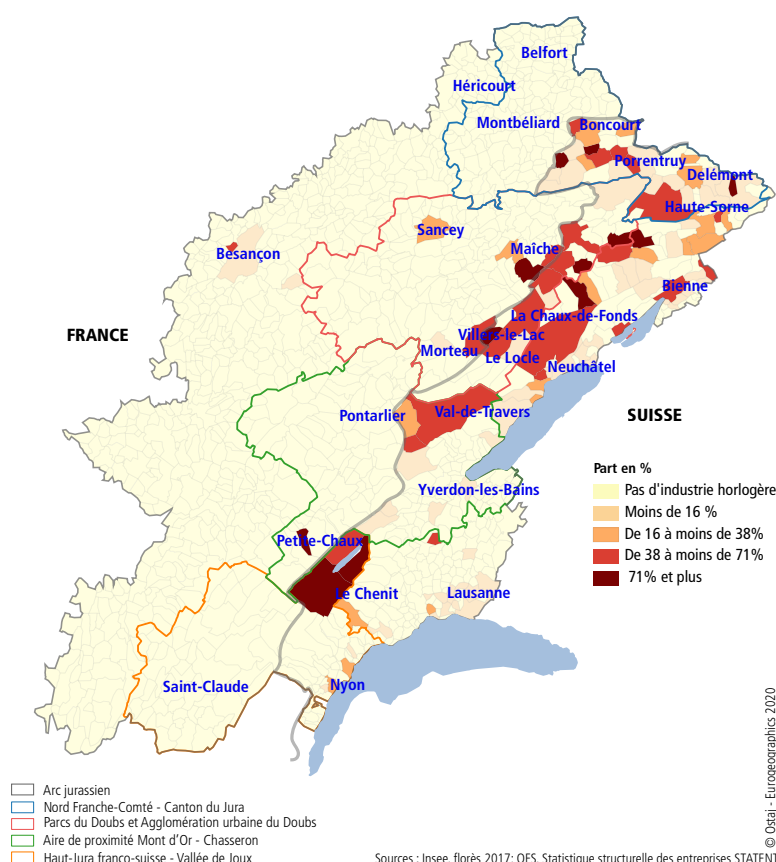 Belfort
Héricourt
Montbéliard
Boncourt
Porrentruy
Delémont
Haute-Sorne
Sancey
Besançon
Maîche
Bienne
FRANCE
La Chaux-de-Fonds
Villers-le-Lac
Morteau
Le Locle
Neuchâtel
Pontarlier
Val-de-Travers
SUISSE
Yverdon-les-Bains
Petite-Chaux
Le Chenit
Lausanne
Saint-Claude
Nyon
Part en %
Pas d'industrie horlogère
Moins de 16 %
De 16 à moins de 38%
De 38 à moins de 71%
71% et plus
Arc jurassien
Nord Franche-Comté - Canton du Jura
Parcs du Doubs et Agglomération urbaine du Doubs
Aire de proximité Mont d'Or - Chasseron
Haut-Jura franco-suisse - Vallée de Joux
Sources : Insee, florès 2017; OFS, Statistique structurelle des entreprises STATENT
© Ostaj - Eurogeographics 2020